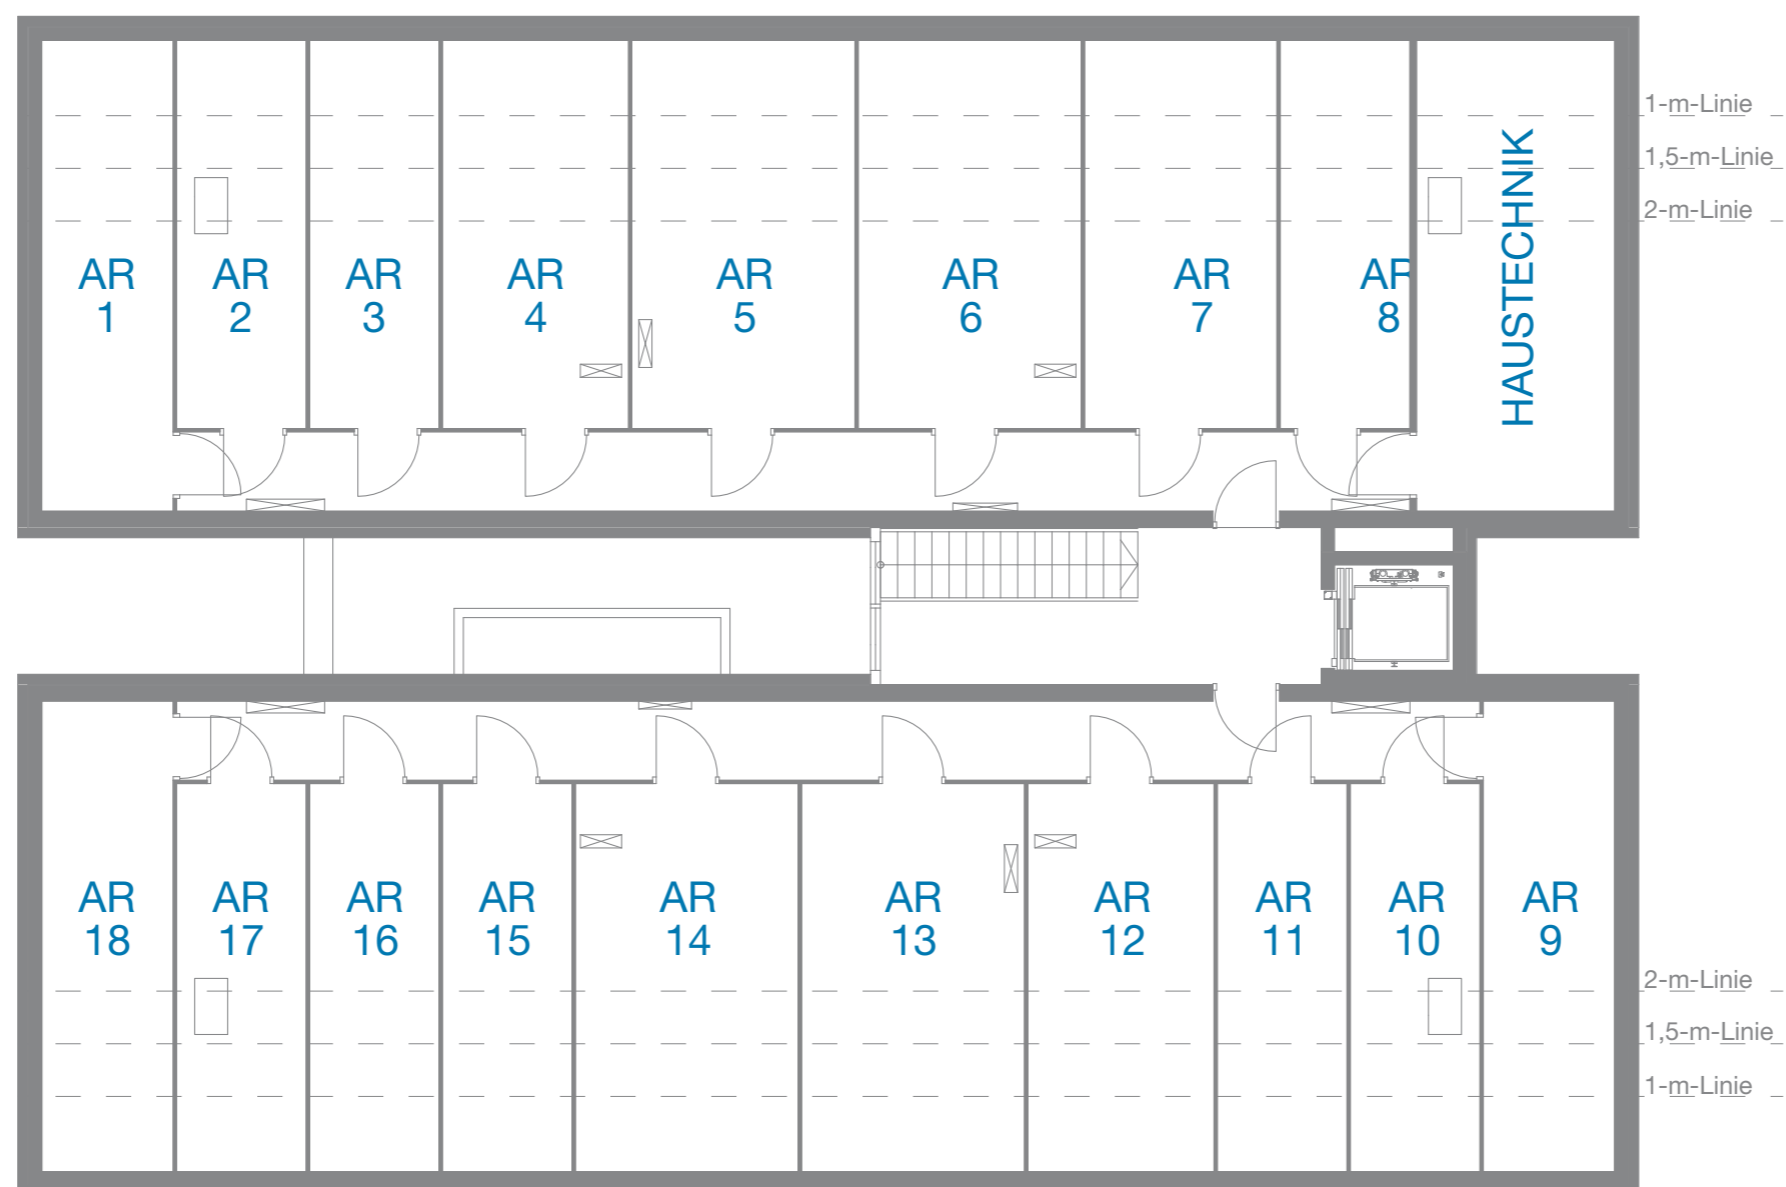 1-m-Linie
1,5-m-Linie
2-m-Linie
AR
1
AR
2
AR
3
AR
4
AR
5
AR
6
AR
7
AR
8
HAUSTECHNIK
AR
18
AR
17
AR
16
AR
15
AR
14
AR
13
AR
12
AR
11
AR
10
AR
9
2-m-Linie
1,5-m-Linie
1-m-Linie